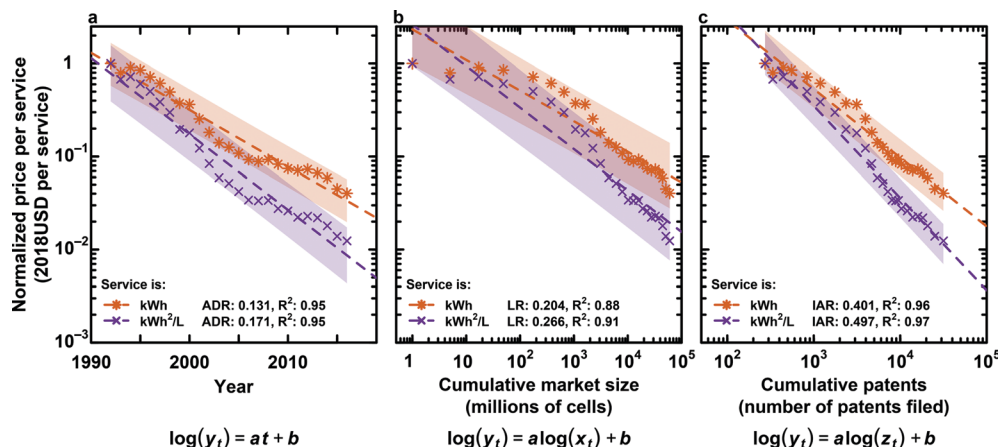 Normalized price per service
(2018USD per service)
a
1
10⁻¹
10⁻²
10⁻³
Service is:
kWh ADR: 0.131, R²: 0.95
kWh²/L ADR: 0.171, R²: 0.95
1990 2000 2010
Year
log(yₜ) = at + b
b
Service is:
kWh LR: 0.204, R²: 0.88
kWh²/L LR: 0.266, R²: 0.91
1 10 10² 10³ 10⁴ 10⁵
Cumulative market size
(millions of cells)
log(yₜ) = a log(xₜ) + b
c
Service is:
kWh IAR: 0.401, R²: 0.96
kWh²/L IAR: 0.497, R²: 0.97
10² 10³ 10⁴ 10⁵
Cumulative patents
(number of patents filed)
log(yₜ) = a log(zₜ) + b